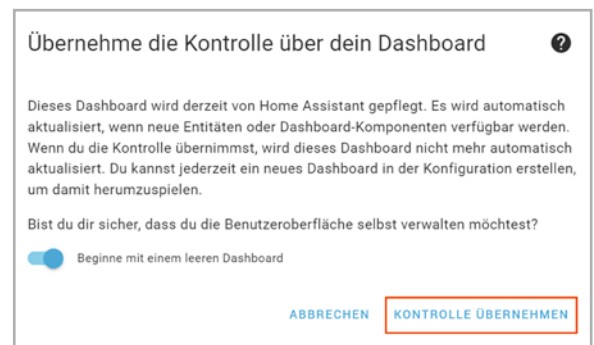 Übernehme die Kontrolle über dein Dashboard
Dieses Dashboard wird derzeit von Home Assistant gepflegt. Es wird automatisch
aktualisiert, wenn neue Entitäten oder Dashboard-Komponenten verfügbar werden.
Wenn du die Kontrolle übernimmst, wird dieses Dashboard nicht mehr automatisch
aktualisiert. Du kannst jederzeit ein neues Dashboard in der Konfiguration erstellen,
um damit herumzuspielen.
Bist du dir sicher, dass du die Benutzeroberfläche selbst verwalten möchtest?
Beginne mit einem leeren Dashboard
ABBRECHEN KONTROLLE ÜBERNEHMEN